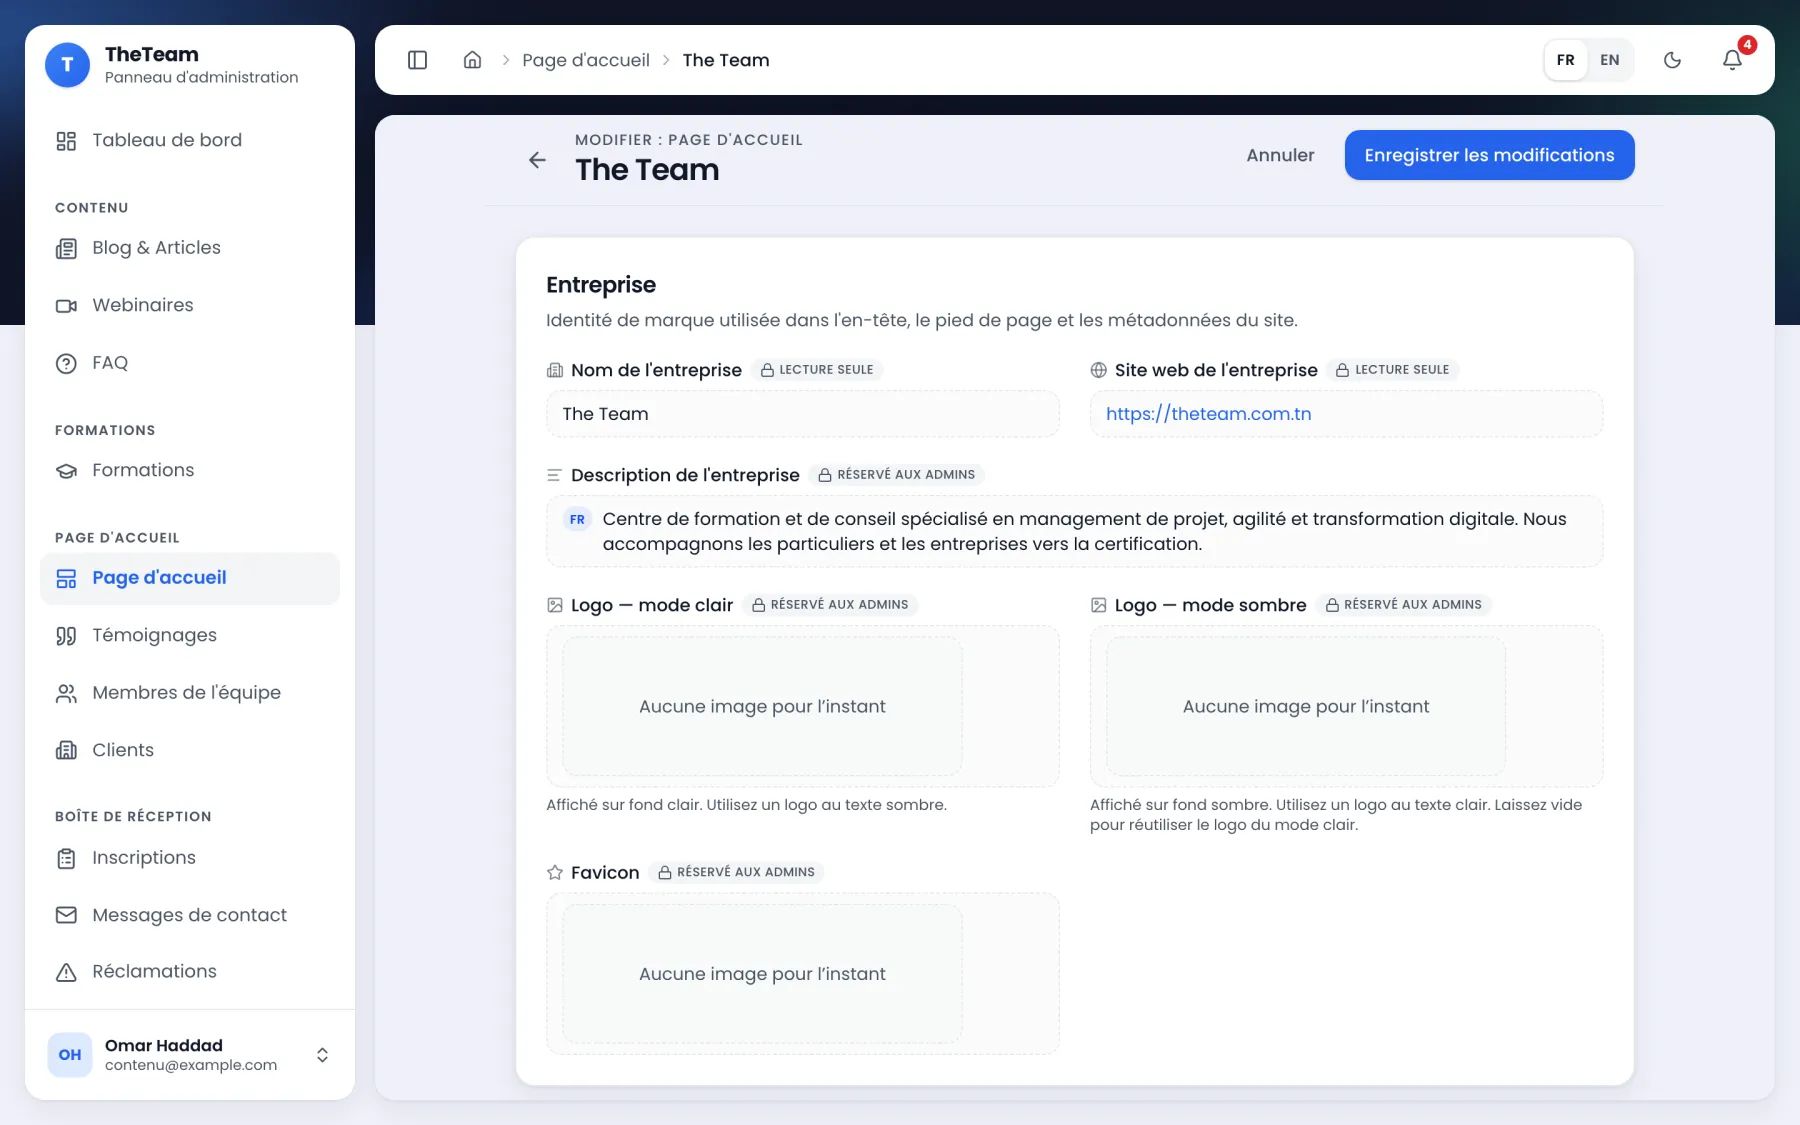 T
TheTeam
Panneau d'administration
Tableau de bord
CONTENU
Blog & Articles
Webinaires
FAQ
FORMATIONS
Formations
PAGE D'ACCUEIL
Page d'accueil
Témoignages
Membres de l'équipe
Clients
BOÎTE DE RÉCEPTION
Inscriptions
Messages de contact
Réclamations
OH
Omar Haddad
contenu@example.com
Page d'accueil
The Team
FR
EN
4
MODIFIER : PAGE D'ACCUEIL
The Team
Annuler
Enregistrer les modifications
Entreprise
Identité de marque utilisée dans l'en-tête, le pied de page et les métadonnées du site.
Nom de l'entreprise
LECTURE SEULE
The Team
Site web de l'entreprise
LECTURE SEULE
https://theteam.com.tn
Description de l'entreprise
RÉSERVÉ AUX ADMINS
FR
Centre de formation et de conseil spécialisé en management de projet, agilité et transformation digitale. Nous
accompagnons les particuliers et les entreprises vers la certification.
Logo — mode clair
RÉSERVÉ AUX ADMINS
Aucune image pour l’instant
Affiché sur fond clair. Utilisez un logo au texte sombre.
Logo — mode sombre
RÉSERVÉ AUX ADMINS
Aucune image pour l’instant
Affiché sur fond sombre. Utilisez un logo au texte clair. Laissez vide
pour réutiliser le logo du mode clair.
Favicon
RÉSERVÉ AUX ADMINS
Aucune image pour l’instant